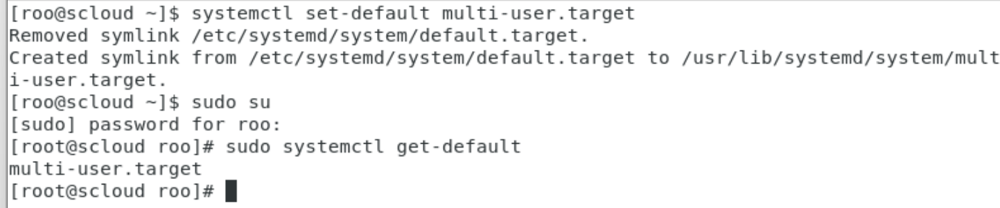 [roo@scloud ~]$ systemctl set-default multi-user.target
Removed symlink /etc/systemd/system/default.target.
Created symlink from /etc/systemd/system/default.target to /usr/lib/systemd/system/mult
i-user.target.
[roo@scloud ~]$ sudo su
[sudo] password for roo:
[root@scloud roo]# sudo systemctl get-default
multi-user.target
[root@scloud roo]#